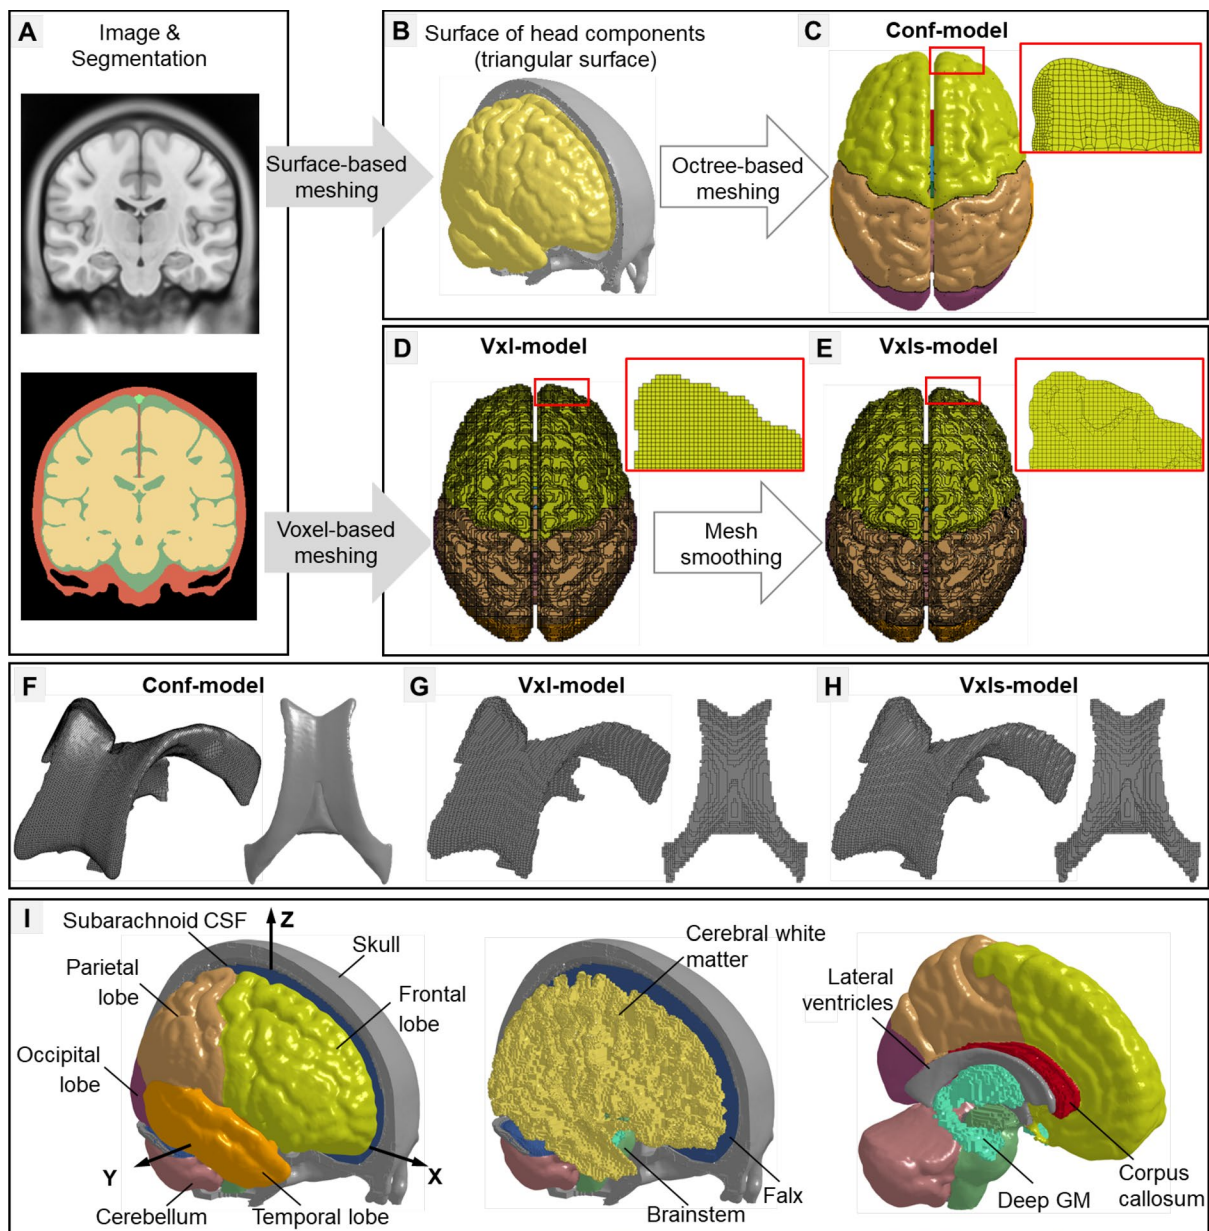 A
Image &
Segmentation
B
Surface of head components
(triangular surface)
C
Conf-model
Surface-based
meshing
Octree-based
meshing
D
Vxl-model
E
Vxls-model
Voxel-based
meshing
Mesh
smoothing
F
Conf-model
G
Vxl-model
H
Vxls-model
I
Subarachnoid CSF
Z
Skull
Parietal
lobe
Frontal
lobe
Occipital
lobe
Y
X
Cerebellum
Temporal lobe
Cerebral white
matter
Falx
Brainstem
Lateral
ventricles
Deep GM
Corpus
callosum